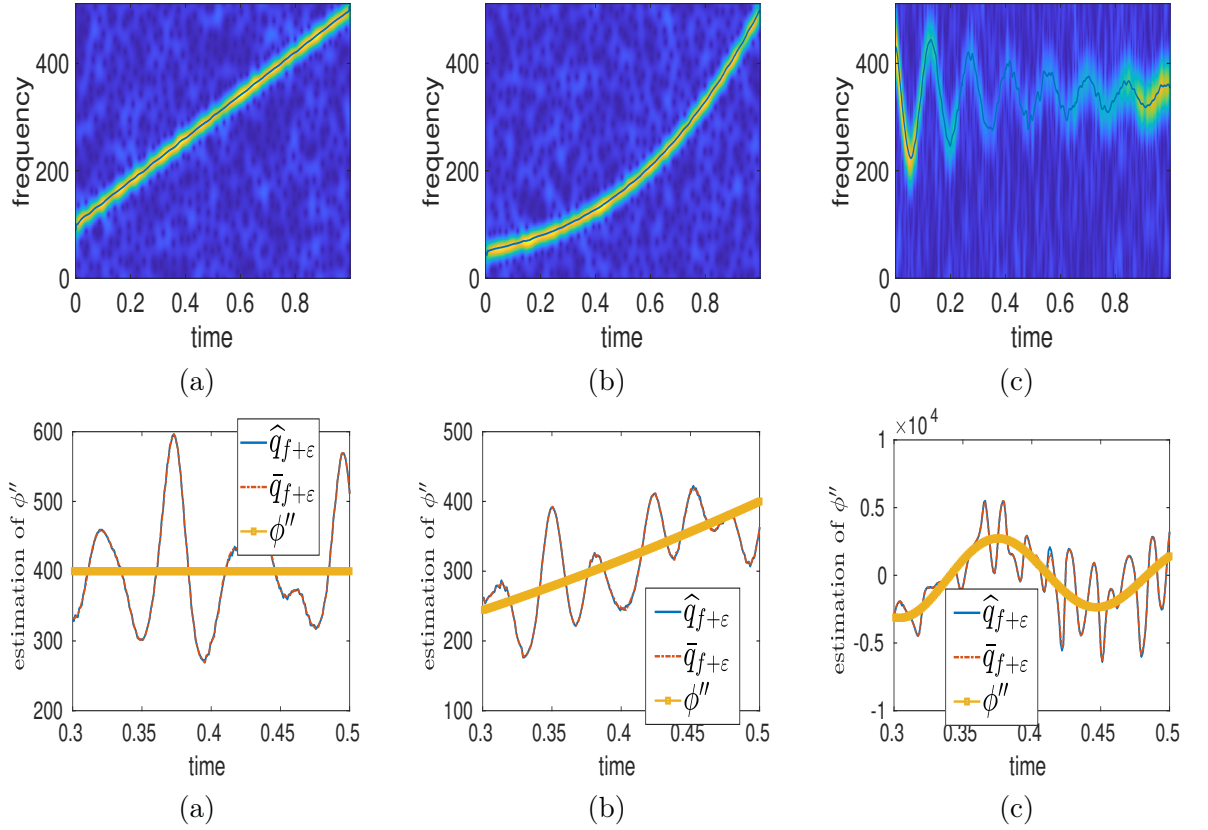 frequency
400
200
0
0
0.2
0.4
0.6
0.8
time
(a)
frequency
400
200
0
0
0.2
0.4
0.6
0.8
time
(b)
frequency
400
200
0
0
0.2
0.4
0.6
0.8
time
(c)
estimation of ϕ″
600
500
400
300
200
0.3
0.35
0.4
0.45
0.5
time
q̂f+ε
q̄f+ε
ϕ″
(a)
estimation of ϕ″
500
400
300
200
100
0.3
0.35
0.4
0.45
0.5
time
q̂f+ε
q̄f+ε
ϕ″
(b)
estimation of ϕ″
×10⁴
1
0.5
0
-0.5
-1
0.3
0.35
0.4
0.45
0.5
time
q̂f+ε
q̄f+ε
ϕ″
(c)